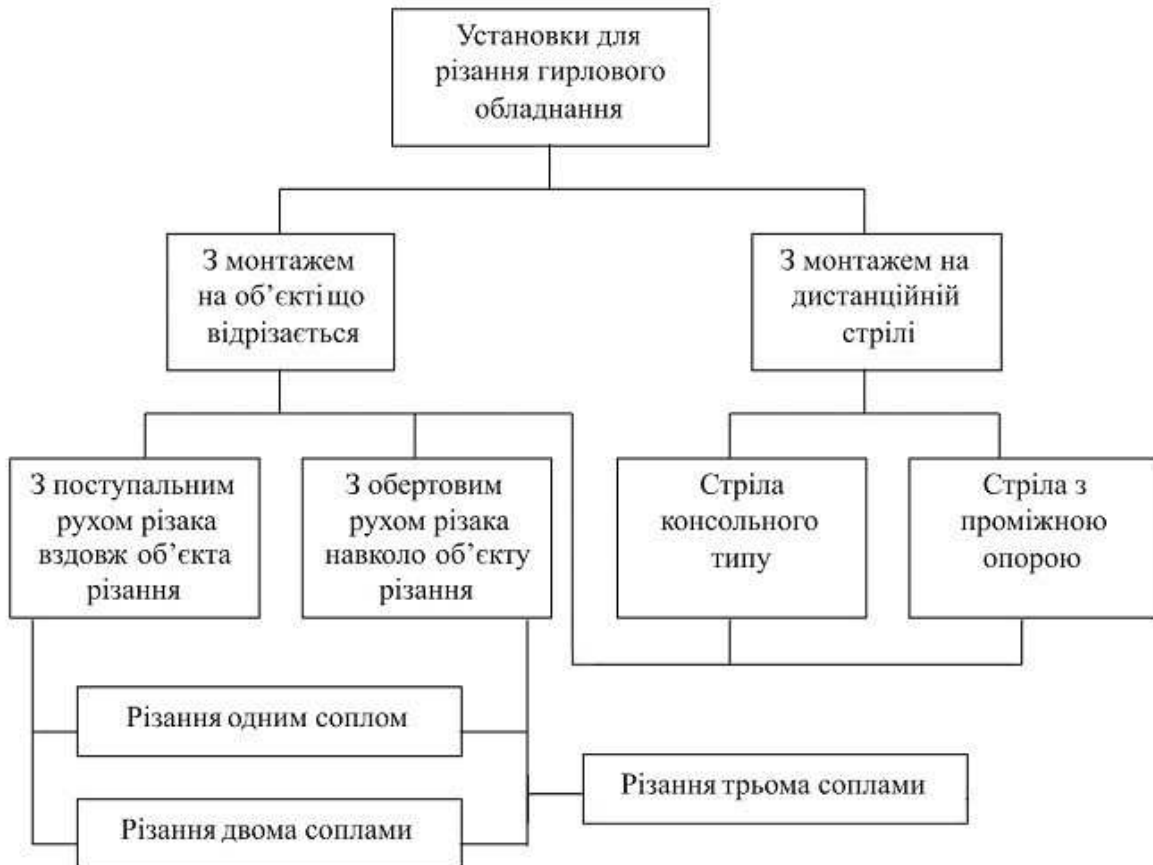 Установки для
різання гирлового
обладнання
З монтажем
на об’єкті що
відрізається
З монтажем на
дистанційній
стрілі
З поступальним
рухом різака
вздовж об’єкта
різання
З обертовим
рухом різака
навколо об’єкту
різання
Стріла
консольного
типу
Стріла з
проміжною
опорою
Різання одним соплом
Різання трьома соплами
Різання двома соплами